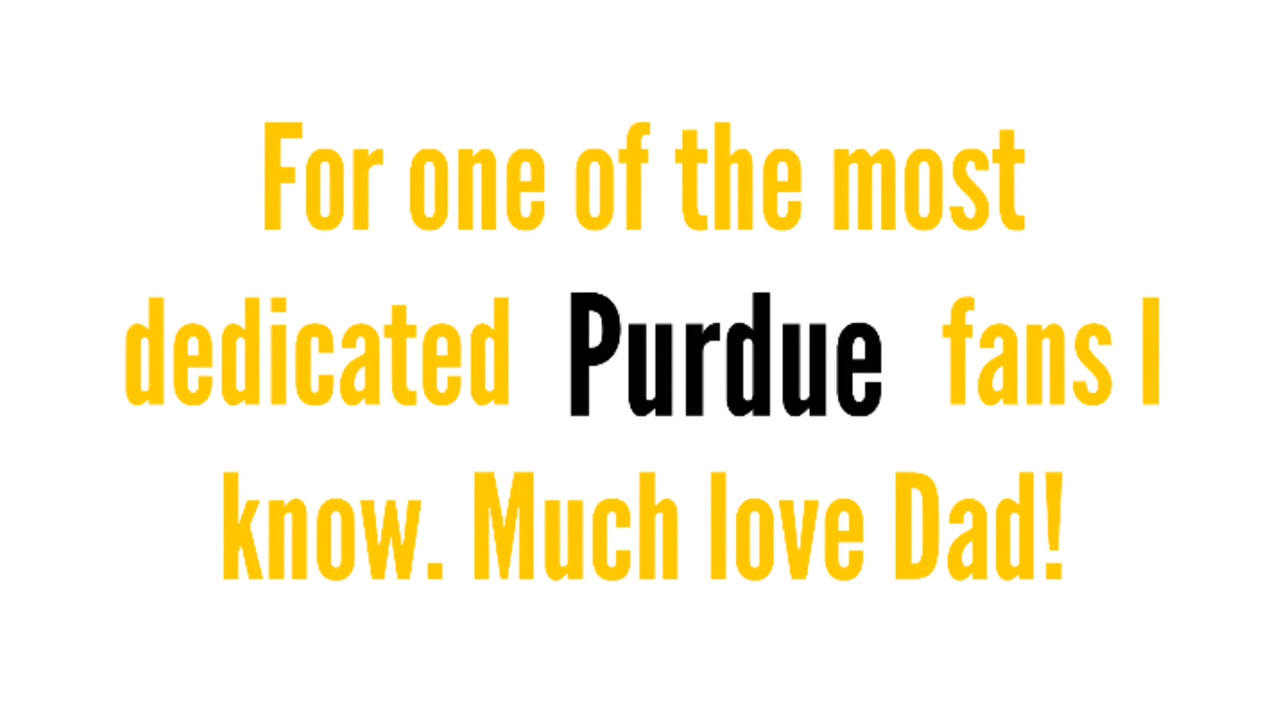 For one of the most
dedicated Purdue fans I
know. Much love Dad!